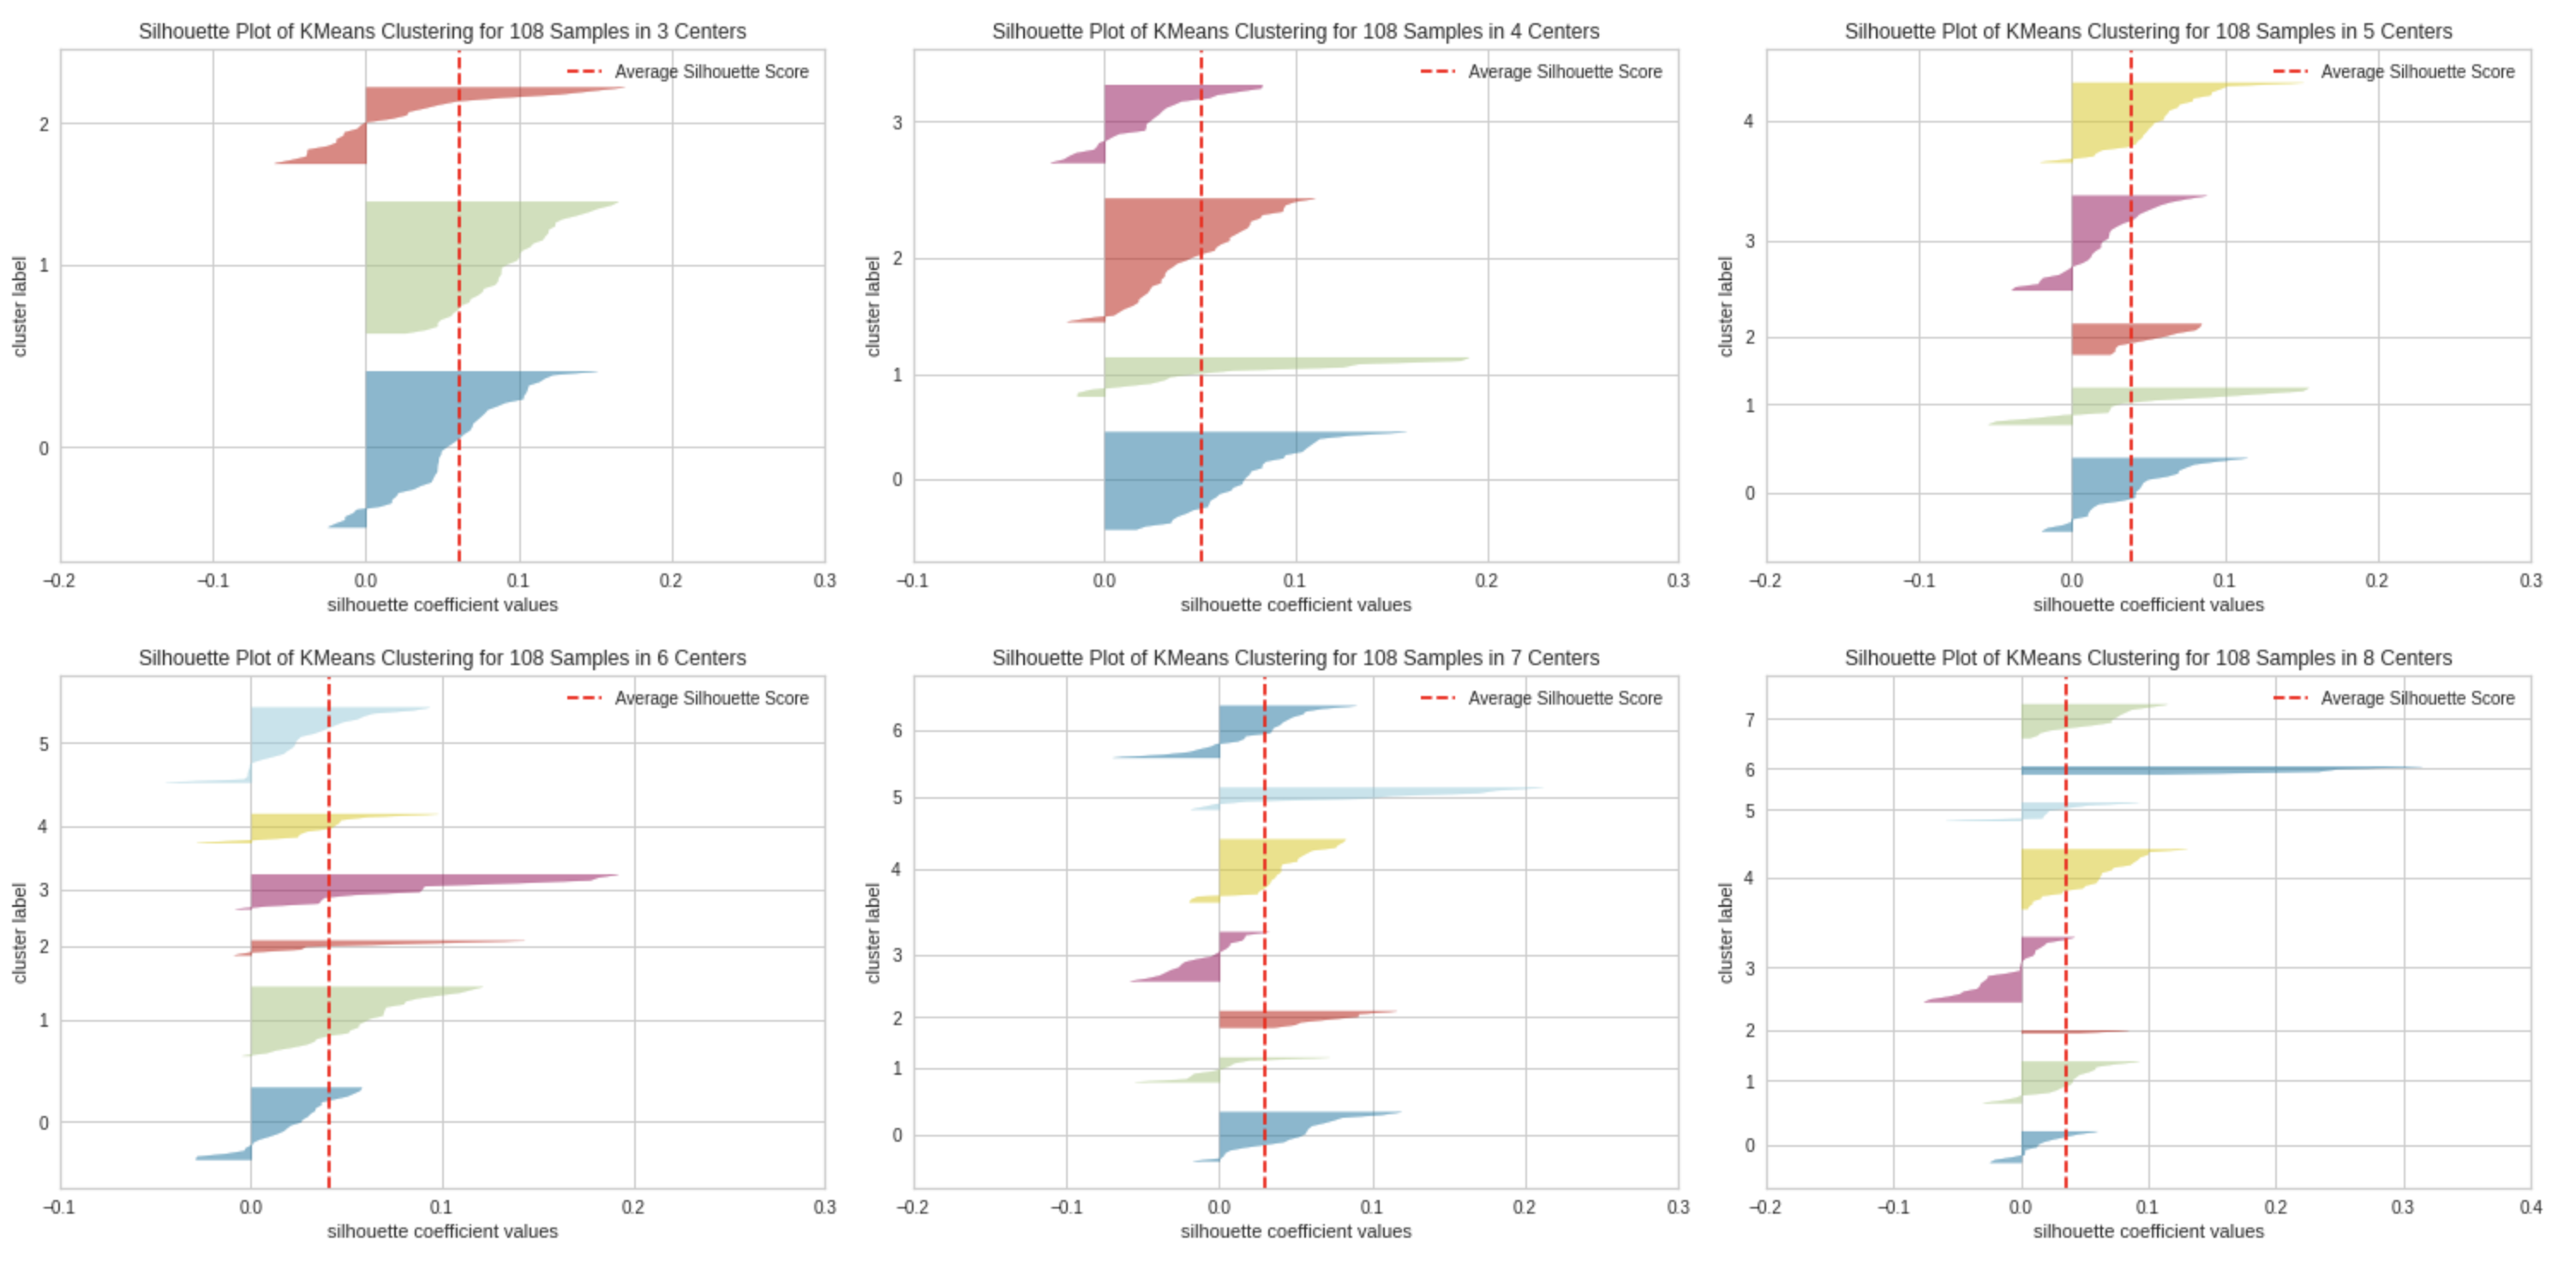 Silhouette Plot of KMeans Clustering for 108 Samples in 3 Centers
Average Silhouette Score
2
1
0
cluster label
−0.2 −0.1 0.0 0.1 0.2 0.3
silhouette coefficient values
Silhouette Plot of KMeans Clustering for 108 Samples in 4 Centers
Average Silhouette Score
3
2
1
0
cluster label
−0.1 0.0 0.1 0.2 0.3
silhouette coefficient values
Silhouette Plot of KMeans Clustering for 108 Samples in 5 Centers
Average Silhouette Score
4
3
2
1
0
cluster label
−0.2 −0.1 0.0 0.1 0.2 0.3
silhouette coefficient values
Silhouette Plot of KMeans Clustering for 108 Samples in 6 Centers
Average Silhouette Score
5
4
3
2
1
0
cluster label
−0.1 0.0 0.1 0.2 0.3
silhouette coefficient values
Silhouette Plot of KMeans Clustering for 108 Samples in 7 Centers
Average Silhouette Score
6
5
4
3
2
1
0
cluster label
−0.2 −0.1 0.0 0.1 0.2 0.3
silhouette coefficient values
Silhouette Plot of KMeans Clustering for 108 Samples in 8 Centers
Average Silhouette Score
7
6
5
4
3
2
1
0
cluster label
−0.2 −0.1 0.0 0.1 0.2 0.3 0.4
silhouette coefficient values